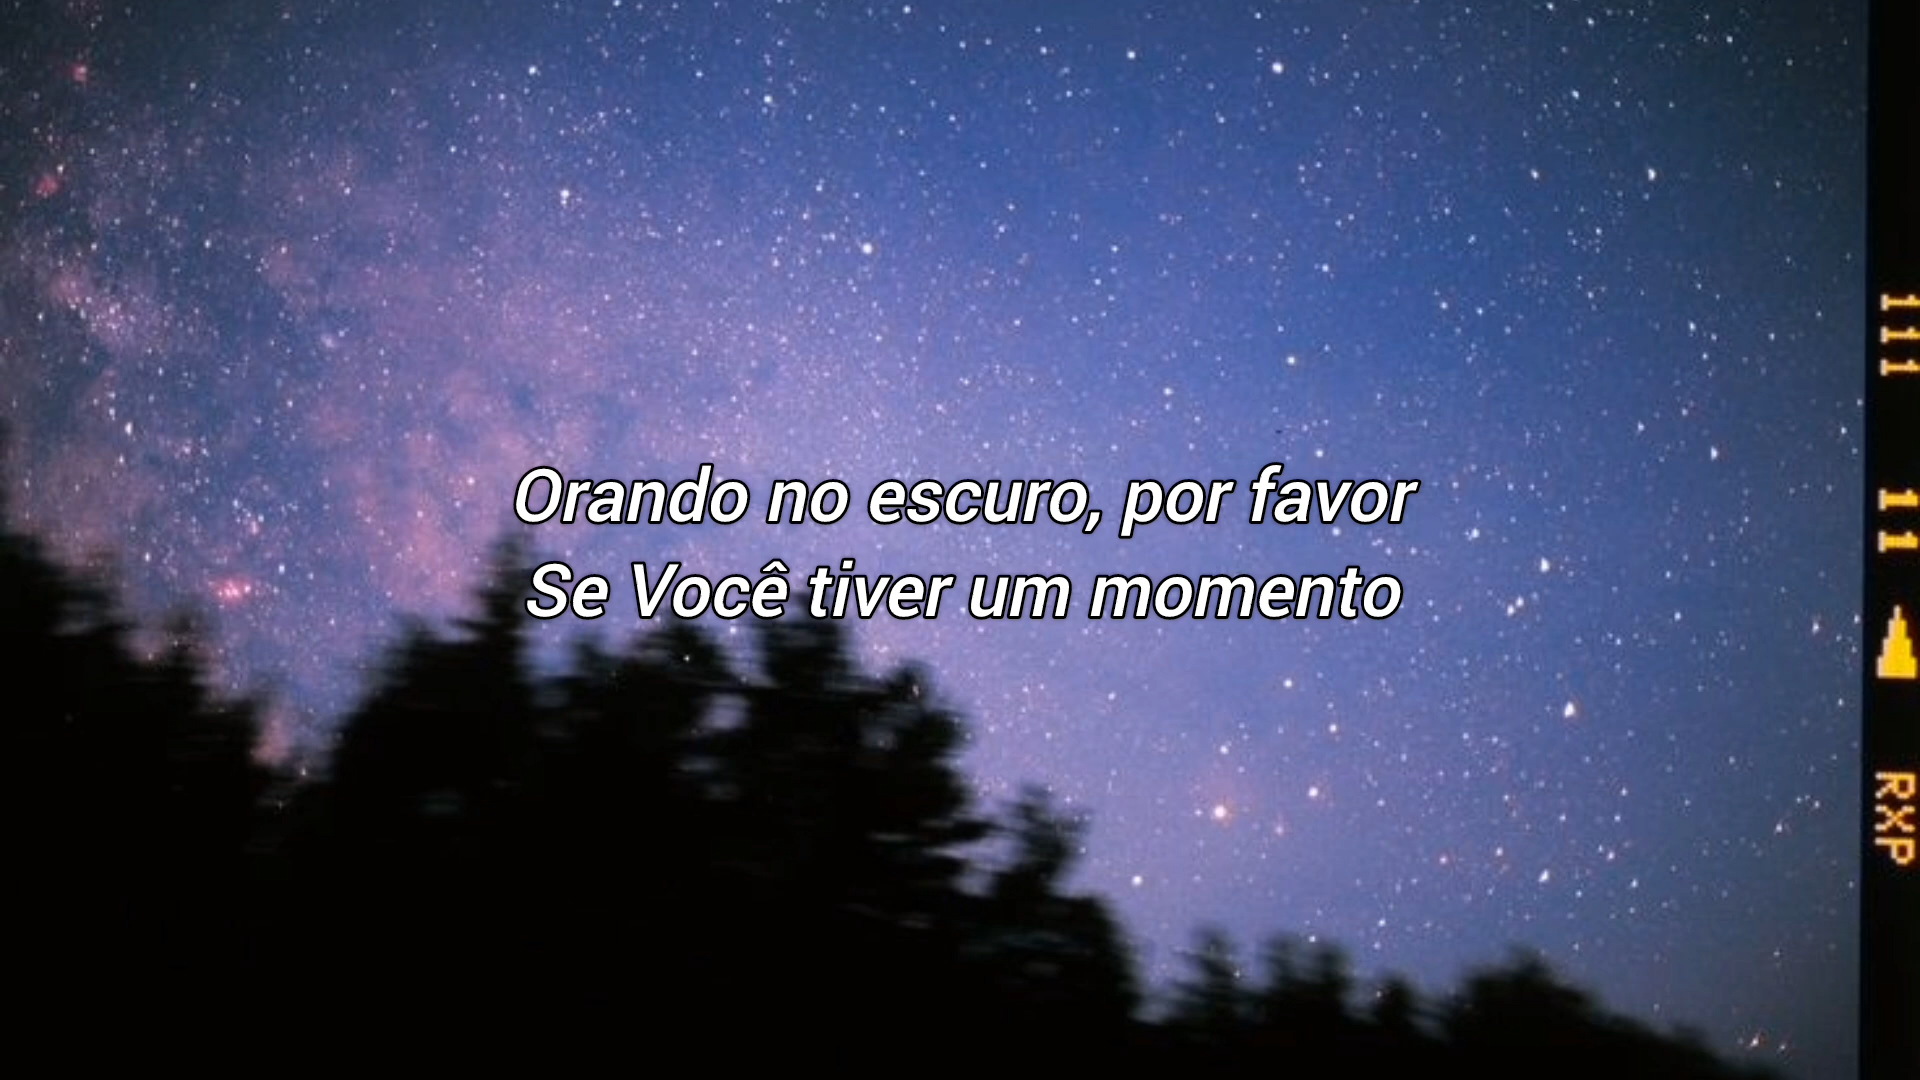 Orando no escuro, por favor
Se Você tiver um momento
111
11
RXP